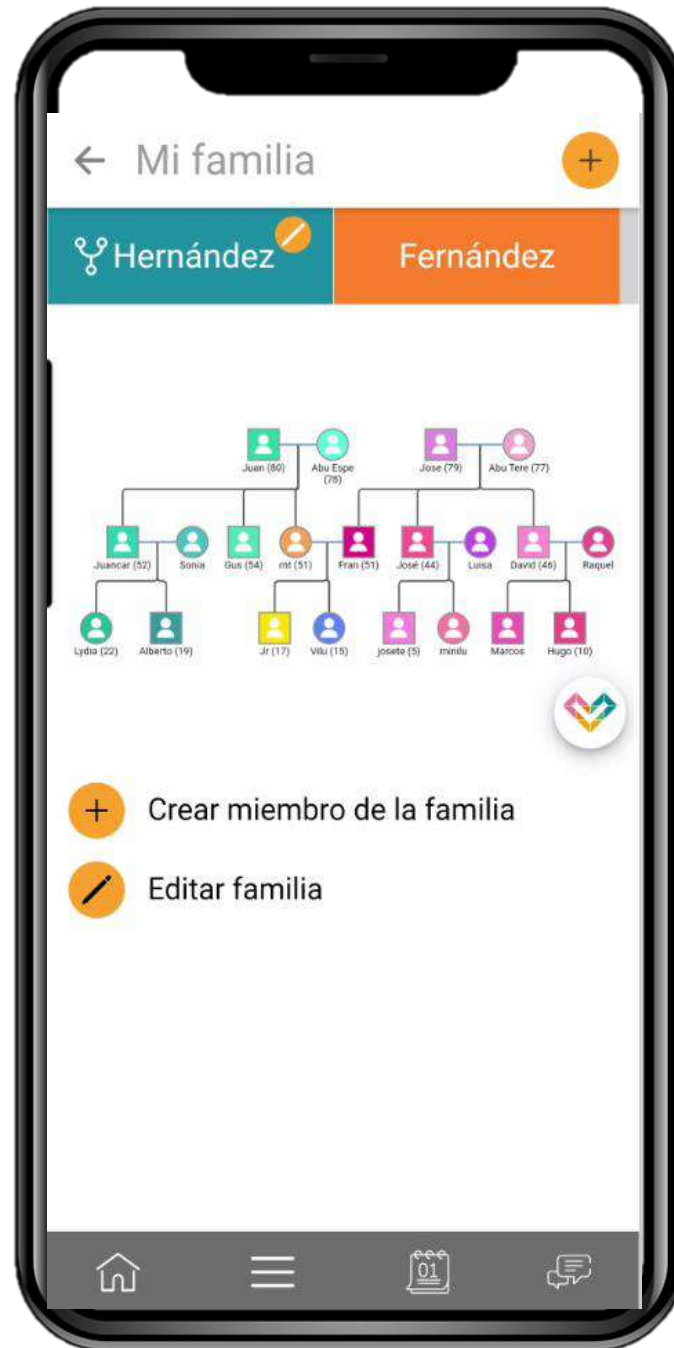 Mi familia
Hernández
Fernández
Juan (80)
Abu Espe
(78)
Jose (79)
Abu Tere (77)
Juancar (52)
Sonia
Gus (54)
mt (51)
Fran (51)
José (44)
Luisa
David (46)
Raquel
Lydia (22)
Alberto (19)
Jr (17)
Vilu (15)
josete (5)
minilu
Marcos
Hugo (10)
Crear miembro de la familia
Editar familia
01